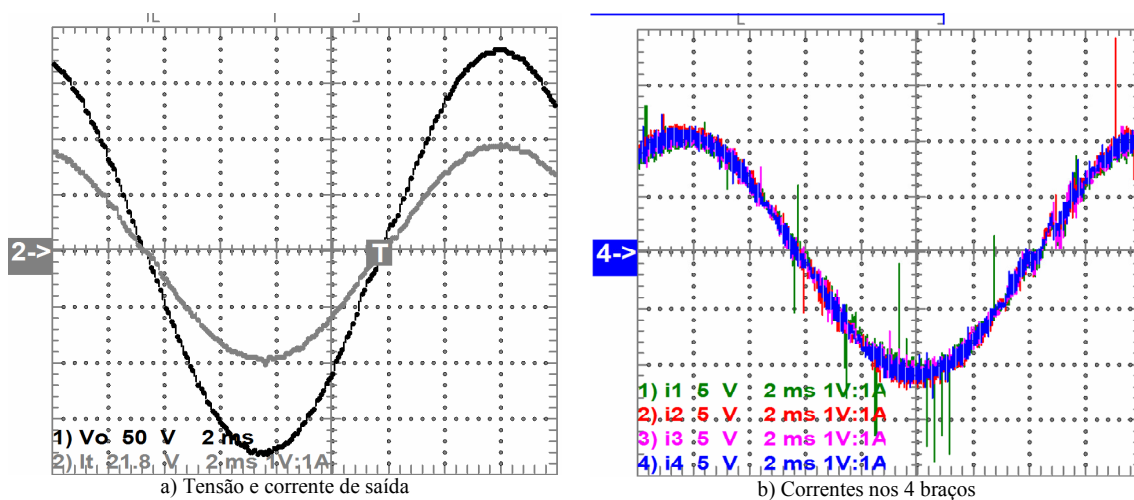 2->
T
1) Vo 50 V 2 ms
2) It 21.8 V 2 ms 1V:1A
a) Tensão e corrente de saída
4->
1) i1 5 V 2 ms 1V:1A
2) i2 5 V 2 ms 1V:1A
3) i3 5 V 2 ms 1V:1A
4) i4 5 V 2 ms 1V:1A
b) Correntes nos 4 braços